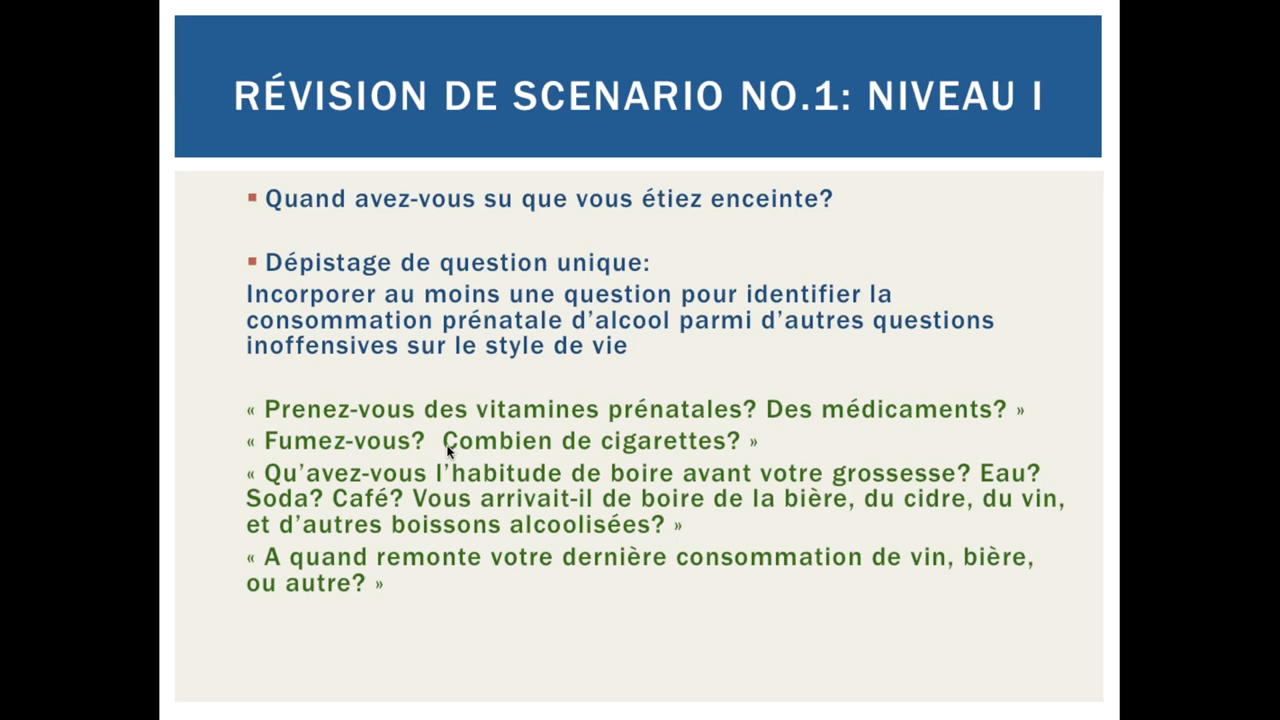 RÉVISION DE SCENARIO NO.1: NIVEAU I
▪ Quand avez-vous su que vous étiez enceinte?
▪ Dépistage de question unique:
Incorporer au moins une question pour identifier la
consommation prénatale d’alcool parmi d’autres questions
inoffensives sur le style de vie
« Prenez-vous des vitamines prénatales? Des médicaments? »
« Fumez-vous?  Combien de cigarettes? »
« Qu’avez-vous l’habitude de boire avant votre grossesse? Eau?
Soda? Café? Vous arrivait-il de boire de la bière, du cidre, du vin,
et d’autres boissons alcoolisées? »
« A quand remonte votre dernière consommation de vin, bière,
ou autre? »